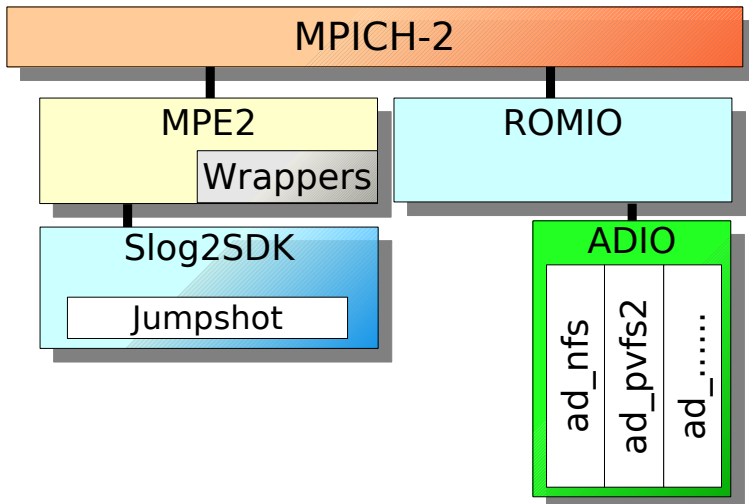 MPICH-2
MPE2
Wrappers
ROMIO
Slog2SDK
Jumpshot
ADIO
ad_nfs
ad_pvfs2
ad_......